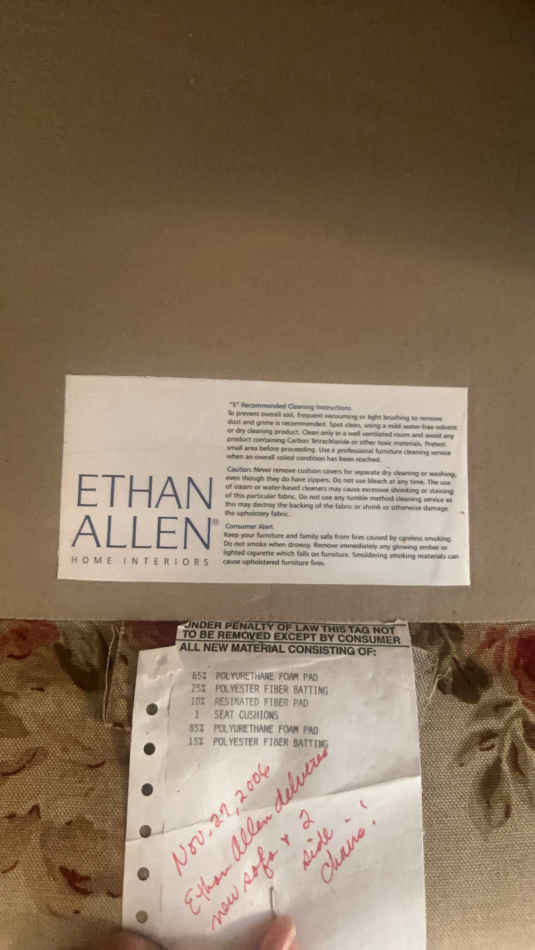 "S" Recommended Cleaning Instructions.
To prevent overall soil, frequent vacuuming or light brushing to remove
dust and grime is recommended. Spot clean, using a mild water-free solvent
or dry cleaning product. Clean only in a well ventilated room and avoid any
product containing Carbon Tetrachloride or other toxic materials. Pretest
small area before proceeding. Use a professional furniture cleaning service
when an overall soiled condition has been reached.
Caution: Never remove cushion covers for separate dry cleaning or washing,
even though they do have zippers. Do not use bleach at any time. The use
of steam or water-based cleaners may cause excessive shrinking or staining
of this particular fabric. Do not use any tumble method cleaning service as
this may destroy the backing of the fabric or shrink or otherwise damage
the upholstery fabric.
Consumer Alert
Keep your furniture and family safe from fires caused by careless smoking.
Do not smoke when drowsy. Remove immediately any glowing ember or
lighted cigarette which falls on furniture. Smoldering smoking materials can
cause upholstered furniture fires.
ETHAN
ALLEN®
HOME INTERIORS
UNDER PENALTY OF LAW THIS TAG NOT
TO BE REMOVED EXCEPT BY CONSUMER
ALL NEW MATERIAL CONSISTING OF:
65% POLYURETHANE FOAM PAD
25% POLYESTER FIBER BATTING
10% RESINATED FIBER PAD
1 SEAT CUSHIONS
85% POLYURETHANE FOAM PAD
15% POLYESTER FIBER BATTING
Nov. 27, 2006
Ethan Allen delivered
new sofa & 2
side -
chairs!